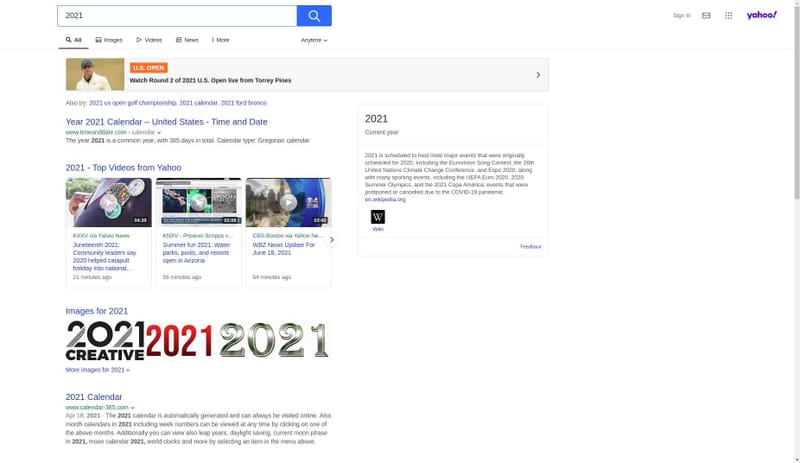 2021
Sign in
yahoo!
All
Images
Videos
News
More
Anytime
U.S. OPEN
Watch Round 2 of 2021 U.S. Open live from Torrey Pines
Also try: 2021 us open golf championship, 2021 calendar, 2021 ford bronco
Year 2021 Calendar – United States - Time and Date
www.timeanddate.com › calendar
The year 2021 is a common year, with 365 days in total. Calendar type: Gregorian calendar
2021 - Top Videos from Yahoo
04:39
02:06
03:45
KXXV via Yahoo News
Juneteenth 2021:
Community leaders say
2020 helped catapult
holiday into national...
21 minutes ago
KNXV - Phoenix Scripps v...
Summer fun 2021: Water
parks, pools, and resorts
open in Arizona
56 minutes ago
CBS-Boston via Yahoo Ne...
WBZ News Update For
June 18, 2021
54 minutes ago
Images for 2021
2021
CREATIVE
2021
2021
More images for 2021 »
2021 Calendar
www.calendar-365.com
Apr 18, 2021 · The 2021 calendar is automatically generated and can always be visited online. Also
month calendars in 2021 including week numbers can be viewed at any time by clicking on one of
the above months. Additionally you can view also leap years, daylight saving, current moon phase
in 2021, moon calendar 2021, world clocks and more by selecting an item in the menu above.
2021
Current year
2021 is scheduled to host most major events that were originally
scheduled for 2020, including the Eurovision Song Contest, the 26th
United Nations Climate Change Conference, and Expo 2020, along
with many sporting events, including the UEFA Euro 2020, 2020
Summer Olympics, and the 2021 Copa América; events that were
postponed or cancelled due to the COVID-19 pandemic.
en.wikipedia.org
W
Wiki
Feedback